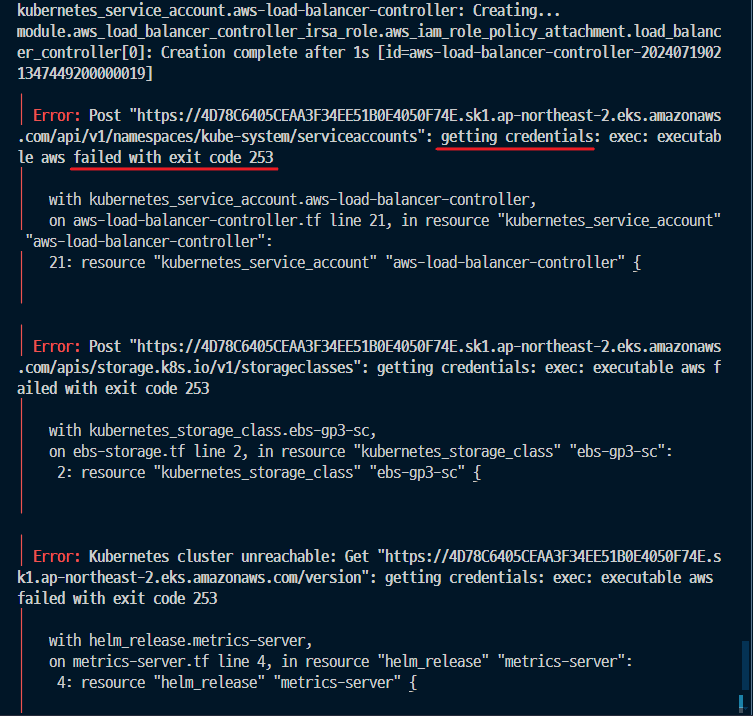 kubernetes_service_account.aws-load-balancer-controller: Creating...
module.aws_load_balancer_controller_irsa_role.aws_iam_role_policy_attachment.load_balanc
er_controller[0]: Creation complete after 1s [id=aws-load-balancer-controller-2024071902
1347449200000019]
Error: Post "https://4D78C6405CEAA3F34EE51B0E4050F74E.sk1.ap-northeast-2.eks.amazonaws
.com/api/v1/namespaces/kube-system/serviceaccounts": getting credentials: exec: executab
le aws failed with exit code 253
with kubernetes_service_account.aws-load-balancer-controller,
on aws-load-balancer-controller.tf line 21, in resource "kubernetes_service_account"
"aws-load-balancer-controller":
21: resource "kubernetes_service_account" "aws-load-balancer-controller" {
Error: Post "https://4D78C6405CEAA3F34EE51B0E4050F74E.sk1.ap-northeast-2.eks.amazonaws
.com/apis/storage.k8s.io/v1/storageclasses": getting credentials: exec: executable aws f
ailed with exit code 253
with kubernetes_storage_class.ebs-gp3-sc,
on ebs-storage.tf line 2, in resource "kubernetes_storage_class" "ebs-gp3-sc":
2: resource "kubernetes_storage_class" "ebs-gp3-sc" {
Error: Kubernetes cluster unreachable: Get "https://4D78C6405CEAA3F34EE51B0E4050F74E.s
k1.ap-northeast-2.eks.amazonaws.com/version": getting credentials: exec: executable aws
failed with exit code 253
with helm_release.metrics-server,
on metrics-server.tf line 4, in resource "helm_release" "metrics-server":
4: resource "helm_release" "metrics-server" {